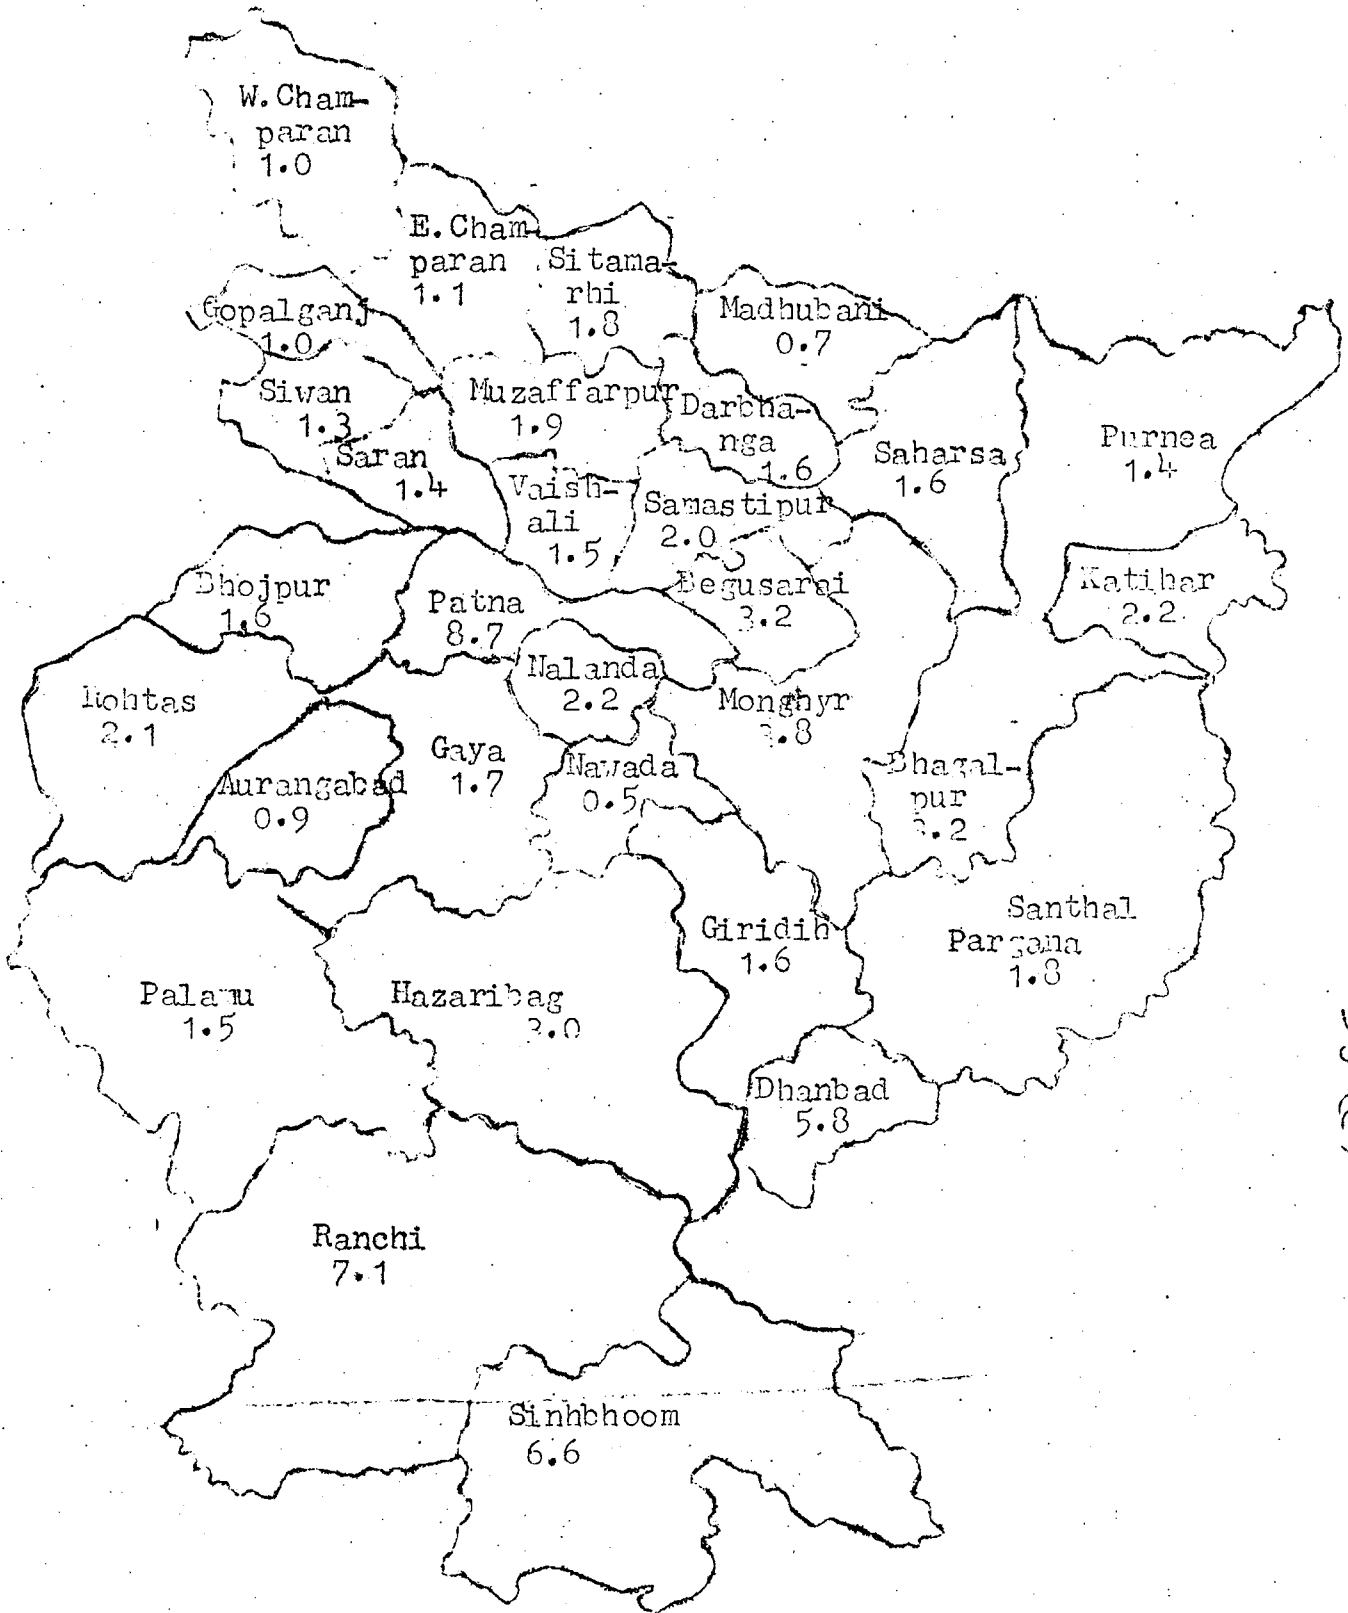 W.Cham-
paran
1.0
E.Cham-
paran
1.1
Sitama-
rhi
1.8
Gopalganj
1.0
Madhubani
0.7
Siwan
1.3
Muzaffarpur
1.9
Darbha-
nga
1.6
Saran
1.4
Vaish-
ali
1.5
Samastipur
2.0
Saharsa
1.6
Purnea
1.4
Bhojpur
1.6
Patna
8.7
Begusarai
3.2
Katihar
2.2
Rohtas
2.1
Nalanda
2.2
Monghyr
Aurangabad
0.9
Gaya
1.7
Nawada
0.5
Bhagal-
pur
Santhal
Pargana
1.8
Giridih
1.6
Palamu
1.5
Hazaribag
3.0
Dhanbad
5.8
Ranchi
7.1
Sinhbhoom
6.6